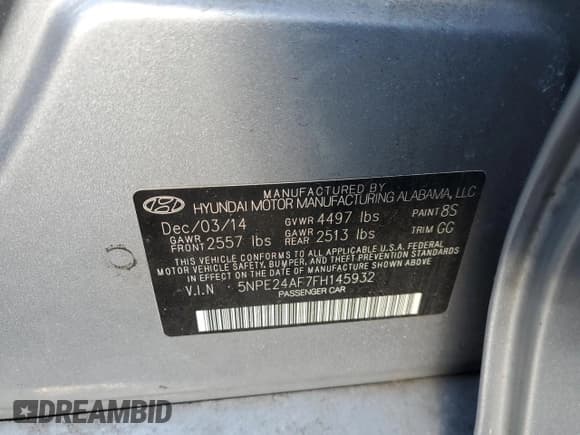 MANUFACTURED BY
HYUNDAI MOTOR MANUFACTURING ALABAMA, LLC
Dec/03/14 GVWR 4497 lbs PAINT 8S
GAWR FRONT 2557 lbs GAWR REAR 2513 lbs TRIM GG
THIS VEHICLE CONFORMS TO ALL APPLICABLE U.S.A. FEDERAL
MOTOR VEHICLE SAFETY, BUMPER, AND THEFT PREVENTION STANDARDS
IN EFFECT ON THE DATE OF MANUFACTURE SHOWN ABOVE.
V.I.N 5NPE24AF7FH145932
PASSENGER CAR
DREAMBID